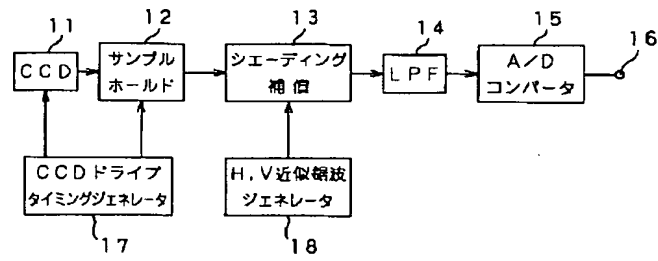 11
12
13
14
15
16
CCD
サンプル
ホールド
シエーディング
補償
LPF
A/D
コンバータ
CCDドライブ
タイミングジェネレータ
H,V近似鋸波
ジェネレータ
17
18